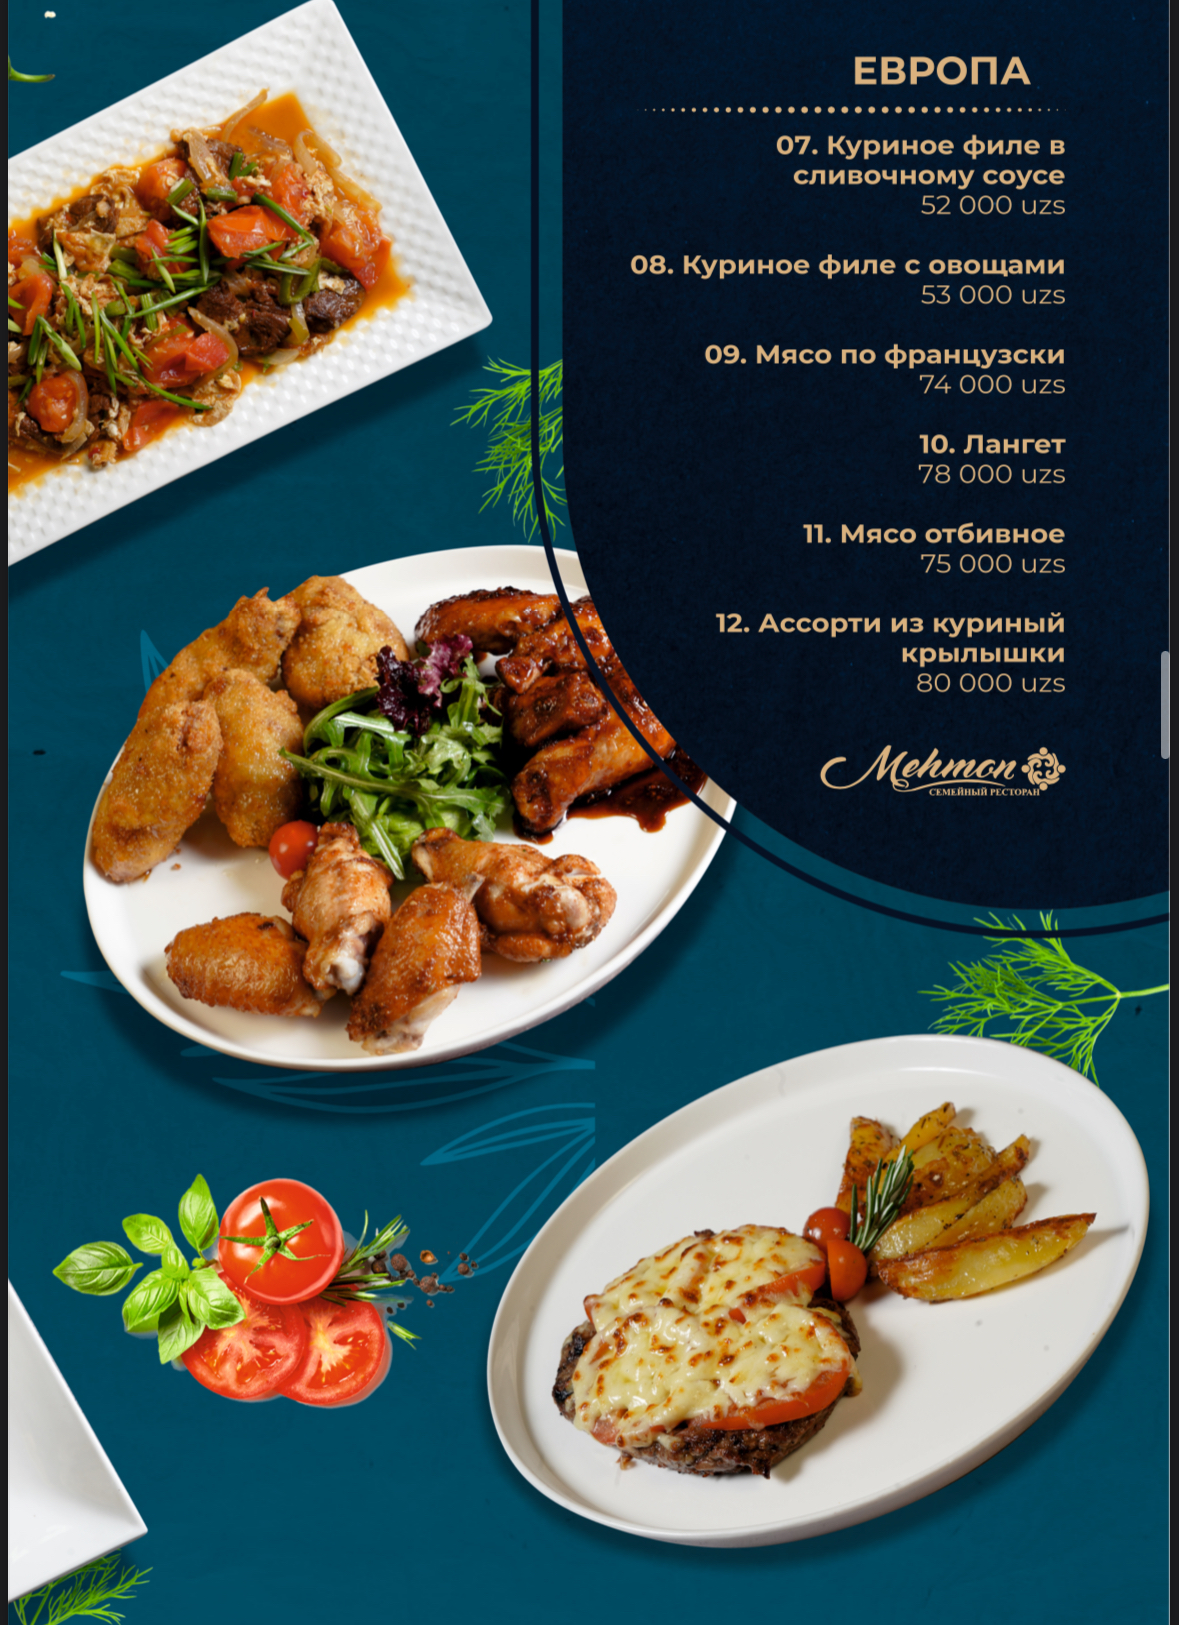 ЕВРОПА
07. Куриное филе в
сливочному соусе
52 000 uzs
08. Куриное филе с овощами
53 000 uzs
09. Мясо по французски
74 000 uzs
10. Лангет
78 000 uzs
11. Мясо отбивное
75 000 uzs
12. Ассорти из куриный
крылышки
80 000 uzs
Mehmon
СЕМЕЙНЫЙ РЕСТОРАН